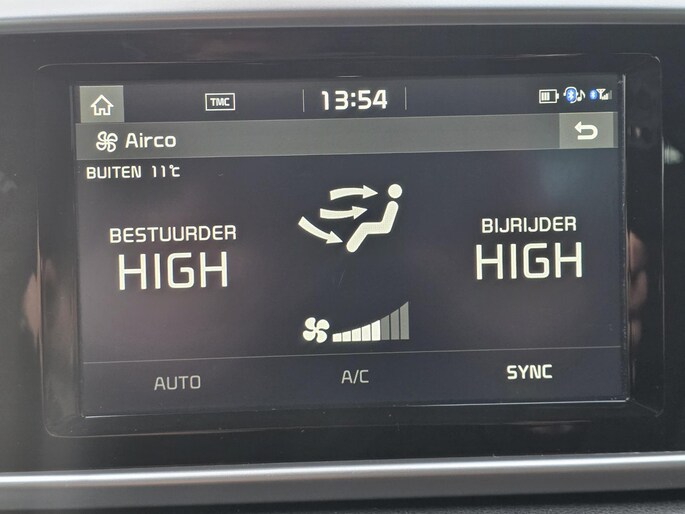 TMC
13:54
Airco
BUITEN 11°C
BESTUURDER
HIGH
BIJRIJDER
HIGH
AUTO
A/C
SYNC